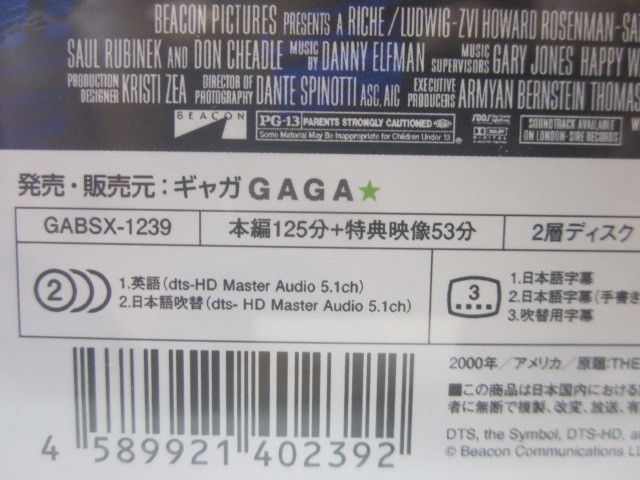 BEACON PICTURES PRESENTS A RICHE/LUDWIG-ZVI HOWARD ROSENMAN-
SAUL RUBINEK AND DON CHEADLE MUSIC BY DANNY ELFMAN MUSIC SUPERVISORS GARY JONES HAPPY
PRODUCTION DESIGNED KRISTI ZEA DIRECTOR OF PHOTOGRAPHY DANTE SPINOTTI ASC, AIC EXECUTIVE PRODUCERS ARMYAN BERNSTEIN THOMAS
BEACON
PG-13 PARENTS STRONGLY CAUTIONED
Some Material May Be Inappropriate for Children Under 13
DOLBY DIGITAL
SOUNDTRACK AVAILABLE ON LONDON-SIRE RECORDS
発売・販売元:ギャガ GAGA★
GABSX-1239 本編125分+特典映像53分 2層ディスク
2 1.英語(dts-HD Master Audio 5.1ch)
2.日本語吹替(dts- HD Master Audio 5.1ch)
3 1.日本語字幕
2.日本語字幕(手書き
3.吹替用字幕
2000年/アメリカ/原題:THE
■この商品は日本国内における
者に無断で複製、改変、放送、有
DTS, the Symbol, DTS-HD,
© Beacon Communications
4 589921 402392